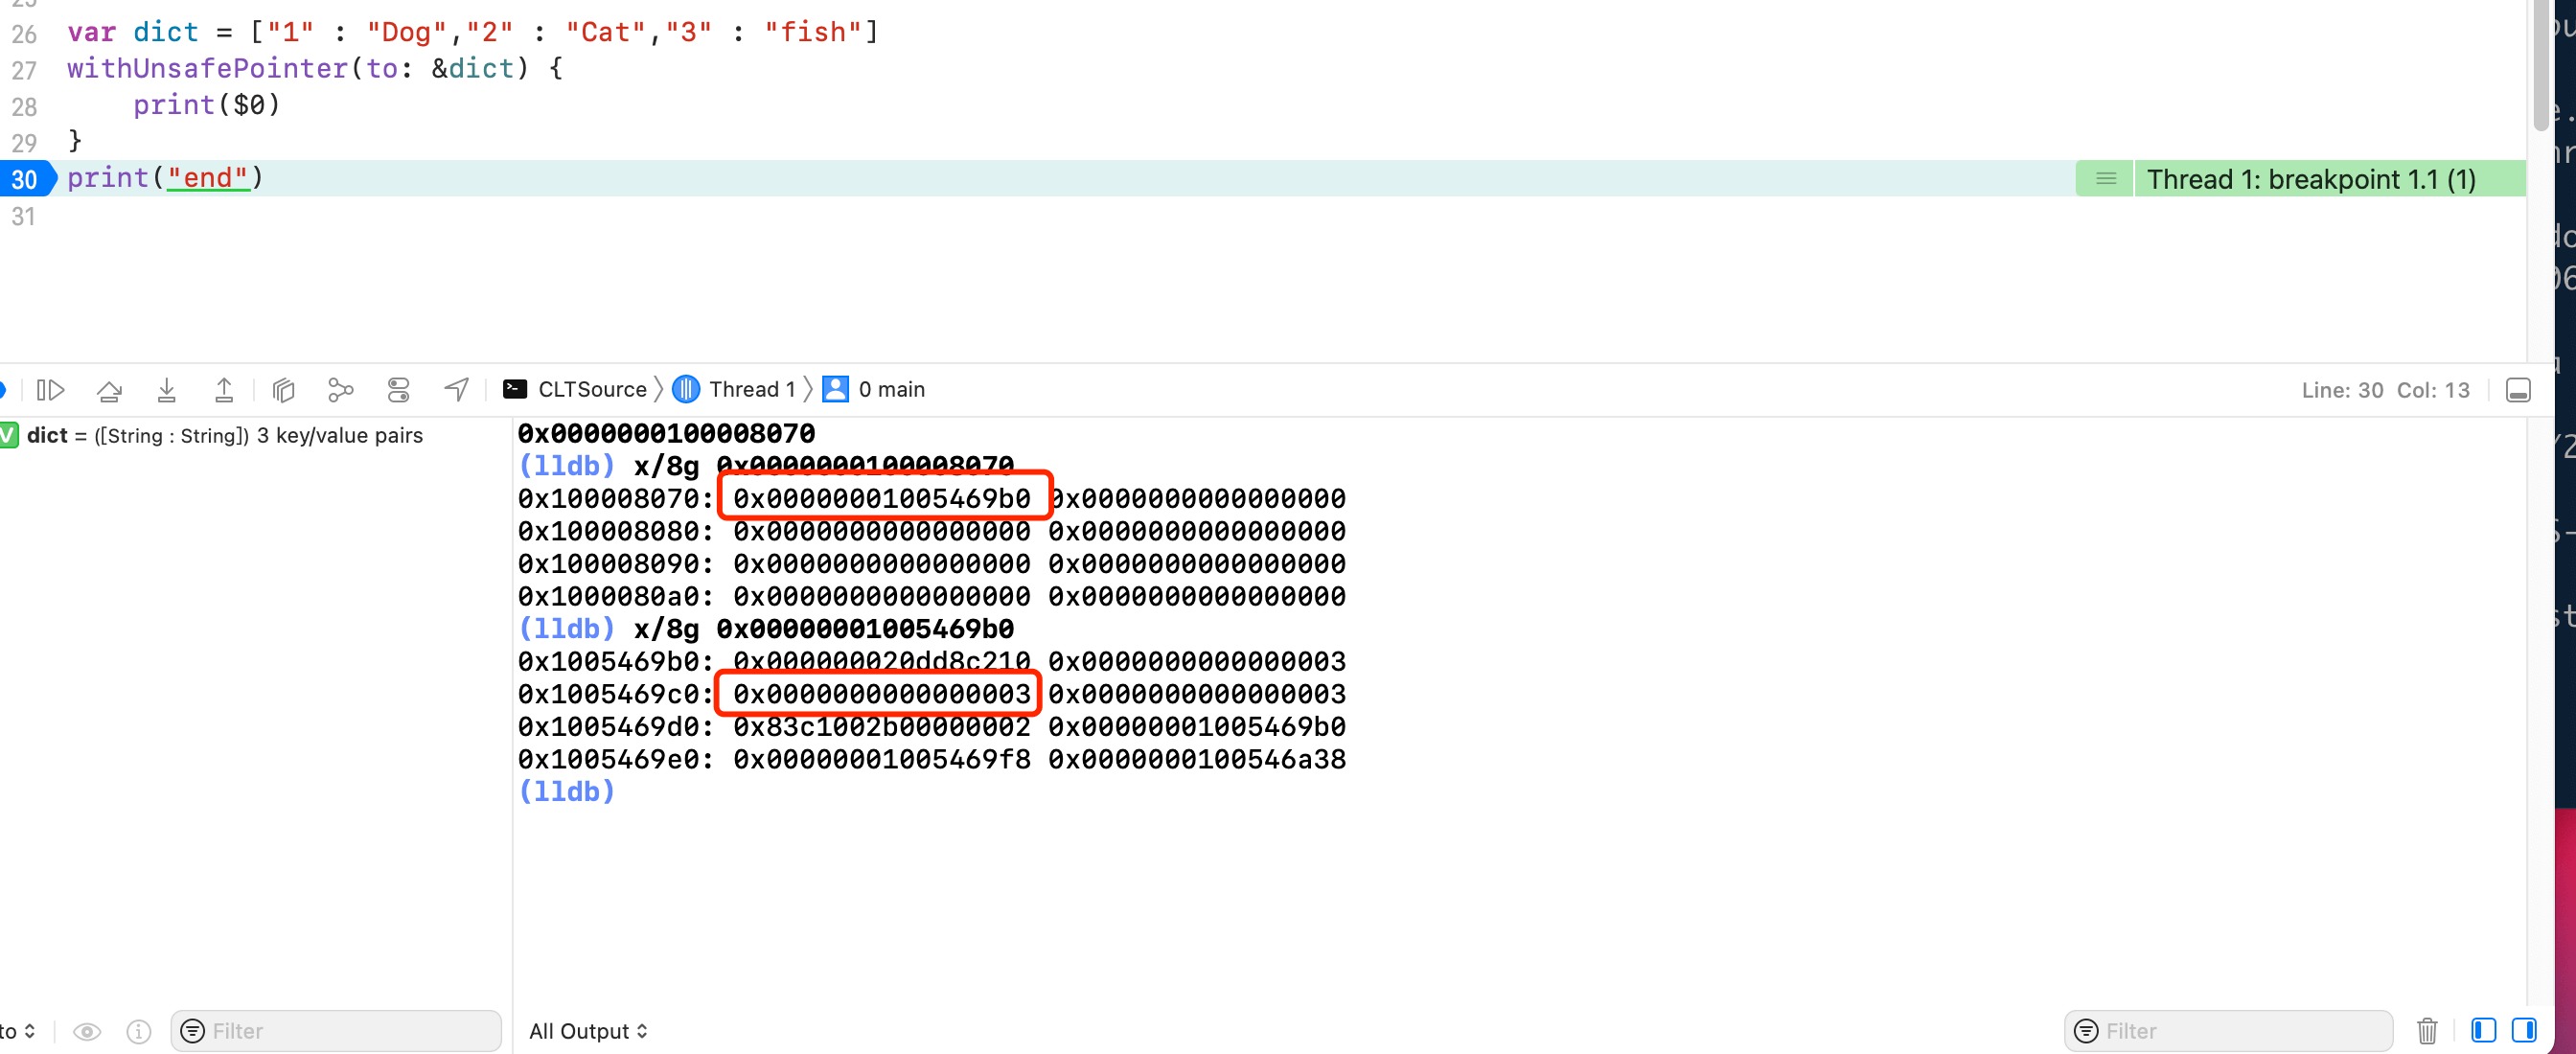 26 var dict = ["1" : "Dog","2" : "Cat","3" : "fish"]
27 withUnsafePointer(to: &dict) {
28     print($0)
29 }
30 print("end")
Thread 1: breakpoint 1.1 (1)
31
CLTSource
Thread 1
0 main
Line: 30  Col: 13
dict = ([String : String]) 3 key/value pairs
0x0000000100008070
(lldb) x/8g 0x0000000100008070
0x100008070: 0x00000001005469b0 0x0000000000000000
0x100008080: 0x0000000000000000 0x0000000000000000
0x100008090: 0x0000000000000000 0x0000000000000000
0x1000080a0: 0x0000000000000000 0x0000000000000000
(lldb) x/8g 0x00000001005469b0
0x1005469b0: 0x000000020dd8c210 0x0000000000000003
0x1005469c0: 0x0000000000000003 0x0000000000000003
0x1005469d0: 0x83c1002b00000002 0x00000001005469b0
0x1005469e0: 0x00000001005469f8 0x0000000100546a38
(lldb)
to
Filter
All Output
Filter